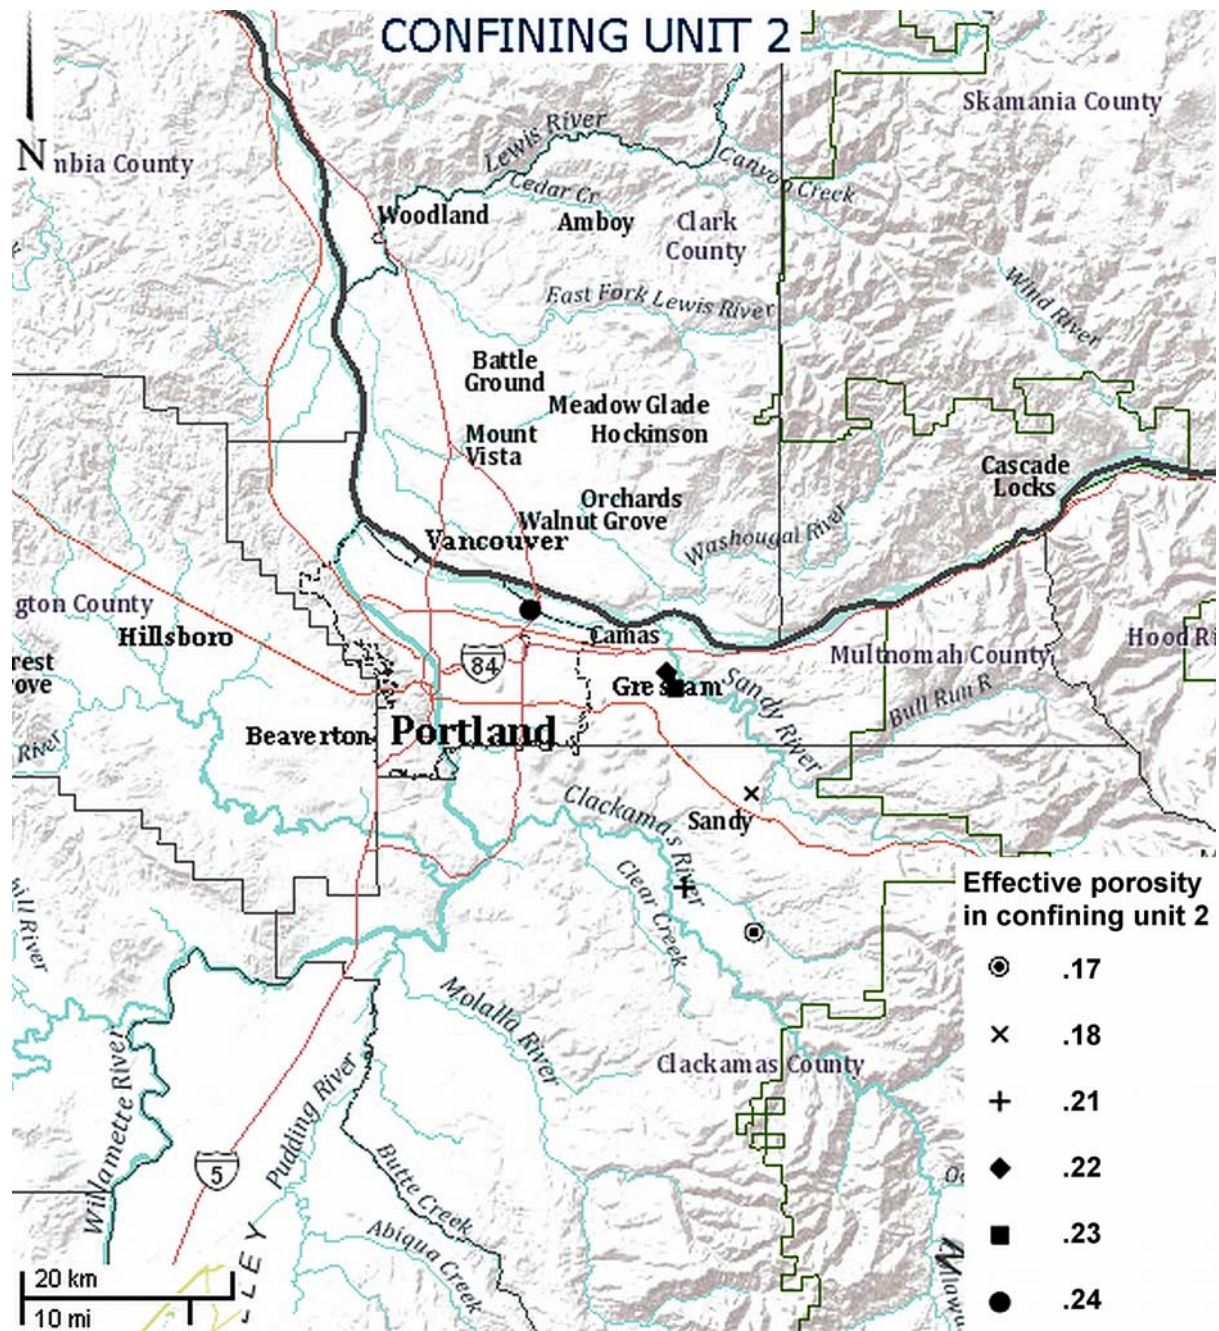 CONFINING UNIT 2
Skamania County
N
nbia County
Lewis River
Canyon Creek
Cedar Cr
Woodland
Amboy
Clark
County
Wind River
East Fork Lewis River
Battle
Ground
Meadow Glade
Mount
Vista
Hockinson
Cascade
Locks
Orchards
Walnut Grove
Vancouver
Washougal River
gton County
Hillsboro
Camas
Hood Ri
84
Multnomah County
rest
ove
Gresham
Sandy River
Bull Run R
River
Beaverton
Portland
Clackamas River
Sandy
Clear Creek
ill River
Effective porosity
in confining unit 2
.17
.18
.21
.22
.23
.24
Molalla River
Clackamas County
Willamette River
Pudding River
5
Butte Creek
Abiqua Creek
LEY
20 km
10 mi